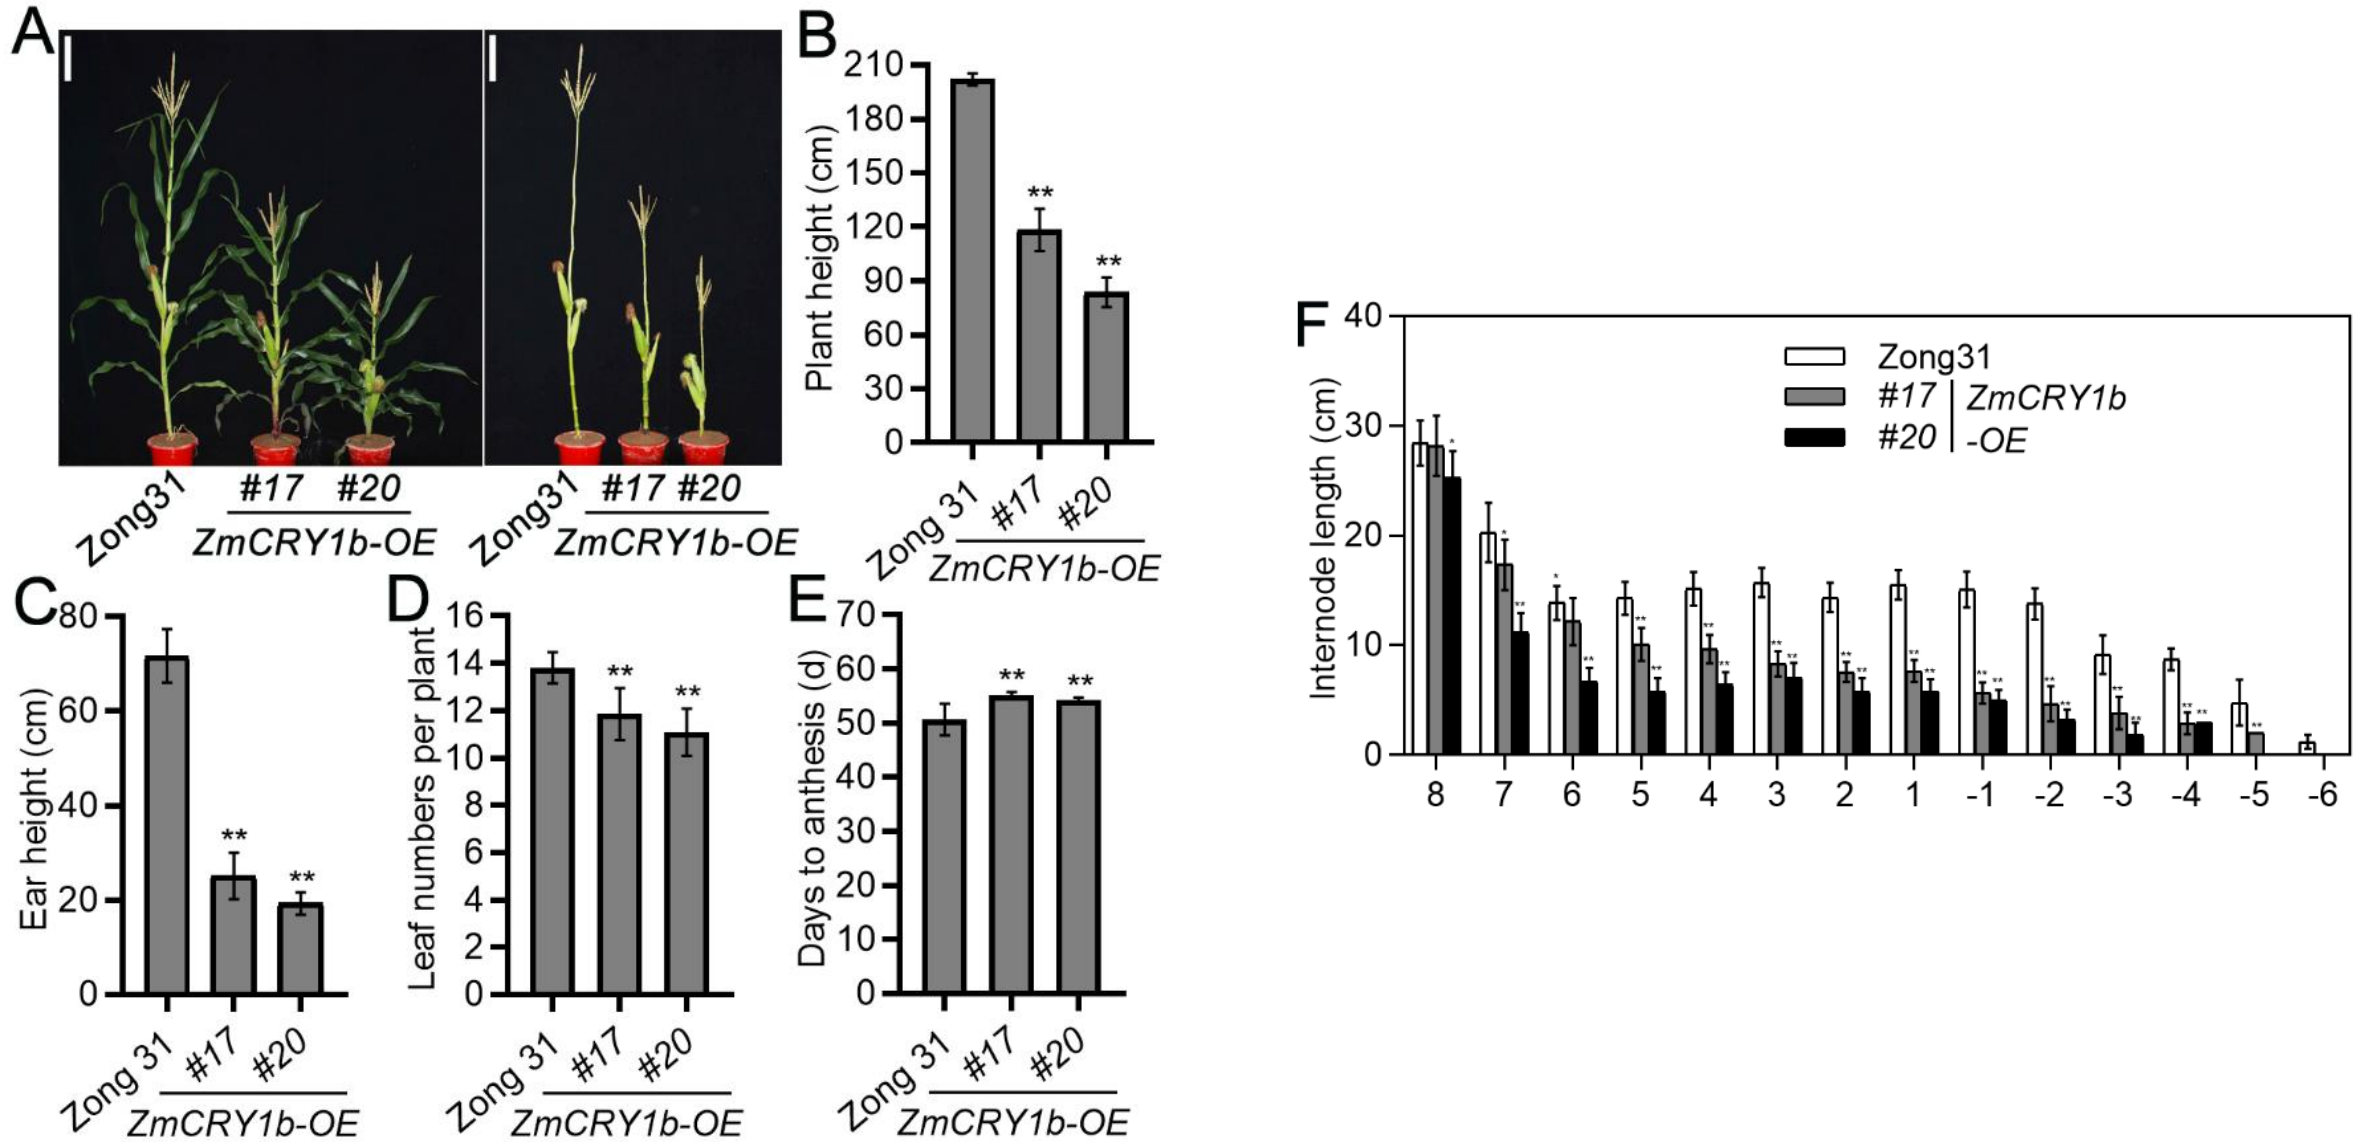 A
Zong31
#17
#20
ZmCRY1b-OE
Zong31
#17
#20
ZmCRY1b-OE
B
Plant height (cm)
210
180
150
120
90
60
30
0
**
**
Zong 31
#17
#20
ZmCRY1b-OE
C
Ear height (cm)
80
60
40
20
0
**
**
Zong 31
#17
#20
ZmCRY1b-OE
D
Leaf numbers per plant
16
14
12
10
8
6
4
2
0
**
**
Zong 31
#17
#20
ZmCRY1b-OE
E
Days to anthesis (d)
70
60
50
40
30
20
10
0
**
**
Zong 31
#17
#20
ZmCRY1b-OE
F
Internode length (cm)
40
30
20
10
0
Zong31
#17 ZmCRY1b
#20 -OE
* * ** * ** ** ** ** ** ** ** ** ** ** ** ** ** ** ** ** ** ** ** ** **
8 7 6 5 4 3 2 1 -1 -2 -3 -4 -5 -6